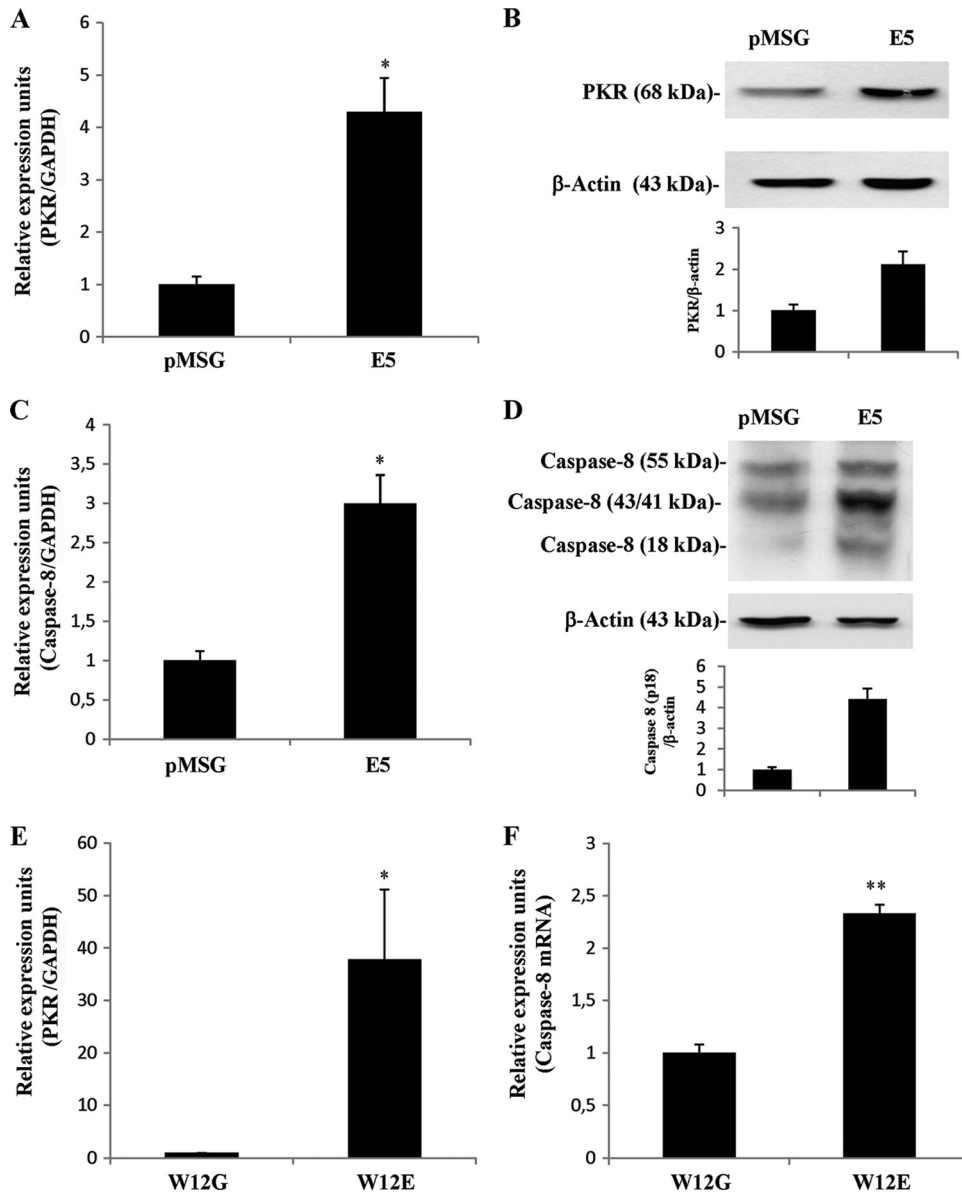 A
Relative expression units
(PKR/GAPDH)
6
5
4
3
2
1
0
*
pMSG
E5
B
pMSG
E5
PKR (68 kDa)-
β-Actin (43 kDa)-
PKR/β-actin
3
2
1
0
C
Relative expression units
(Caspase-8/GAPDH)
4
3,5
3
2,5
2
1,5
1
0,5
0
*
pMSG
E5
D
pMSG
E5
Caspase-8 (55 kDa)-
Caspase-8 (43/41 kDa)-
Caspase-8 (18 kDa)-
β-Actin (43 kDa)-
Caspase 8 (p18)
/β-actin
6
5
4
3
2
1
0
E
Relative expression units
(PKR /GAPDH)
60
50
40
30
20
10
0
*
W12G
W12E
F
Relative expression units
(Caspase-8 mRNA)
3
2,5
2
1,5
1
0,5
0
**
W12G
W12E